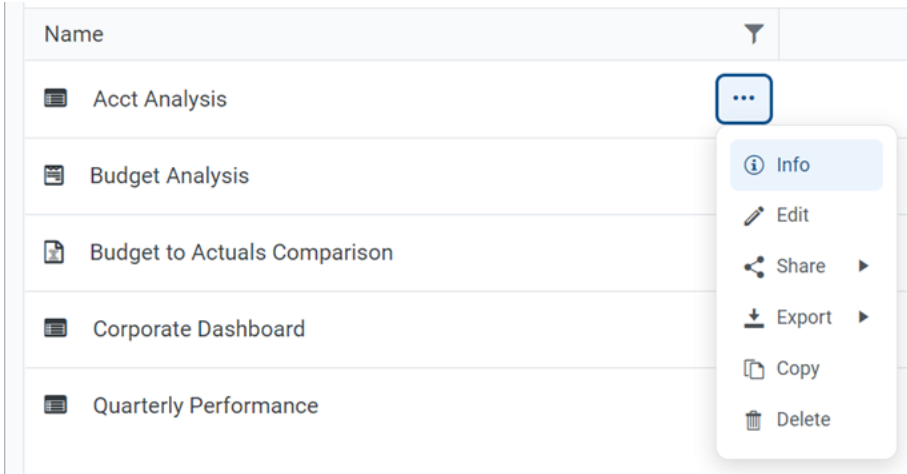 Name
Acct Analysis
Budget Analysis
Budget to Actuals Comparison
Corporate Dashboard
Quarterly Performance
Info
Edit
Share
Export
Copy
Delete